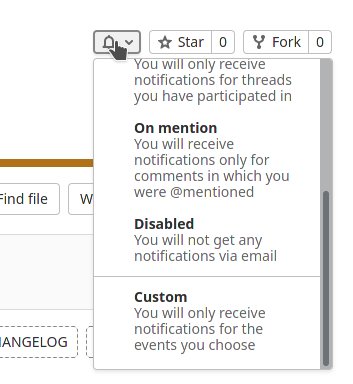 Star 0 Fork 0
You will only receive
notifications for threads
you have participated in
On mention
You will receive
notifications only for
comments in which you
were @mentioned
Find file W
Disabled
You will not get any
notifications via email
Custom
You will only receive
notifications for the
events you choose
HANGELOG